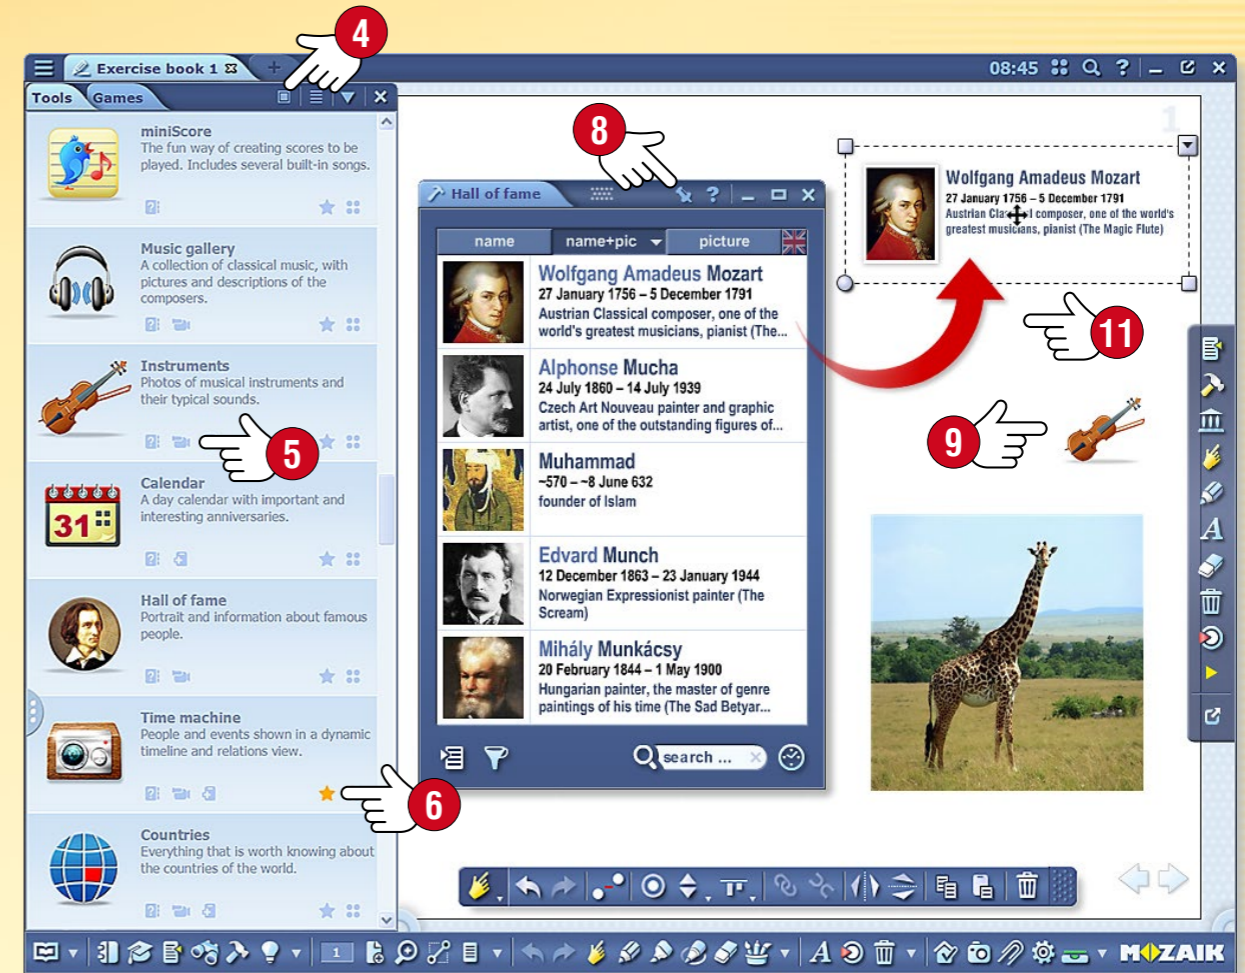 4
Exercise book 1
08:45
?
Tools
Games
miniScore
The fun way of creating scores to be
played. Includes several built-in songs.
Music gallery
A collection of classical music, with
pictures and descriptions of the
composers.
Instruments
Photos of musical instruments and
their typical sounds.
5
Calendar
A day calendar with important and
interesting anniversaries.
31
Hall of fame
Portrait and information about famous
people.
Time machine
People and events shown in a dynamic
timeline and relations view.
6
Countries
Everything that is worth knowing about
the countries of the world.
8
Hall of fame
?
name
name+pic
picture
Wolfgang Amadeus Mozart
27 January 1756 – 5 December 1791
Austrian Classical composer, one of the
world's greatest musicians, pianist (The...
Alphonse Mucha
24 July 1860 – 14 July 1939
Czech Art Nouveau painter and graphic
artist, one of the outstanding figures of...
Muhammad
~570 – ~8 June 632
founder of Islam
Edvard Munch
12 December 1863 – 23 January 1944
Norwegian Expressionist painter (The
Scream)
Mihály Munkácsy
20 February 1844 – 1 May 1900
Hungarian painter, the master of genre
paintings of his time (The Sad Betyar...
search ...
1
Wolfgang Amadeus Mozart
27 January 1756 – 5 December 1791
Austrian composer, one of the world's
greatest musicians, pianist (The Magic Flute)
11
9
A
1
A
MOZAIK